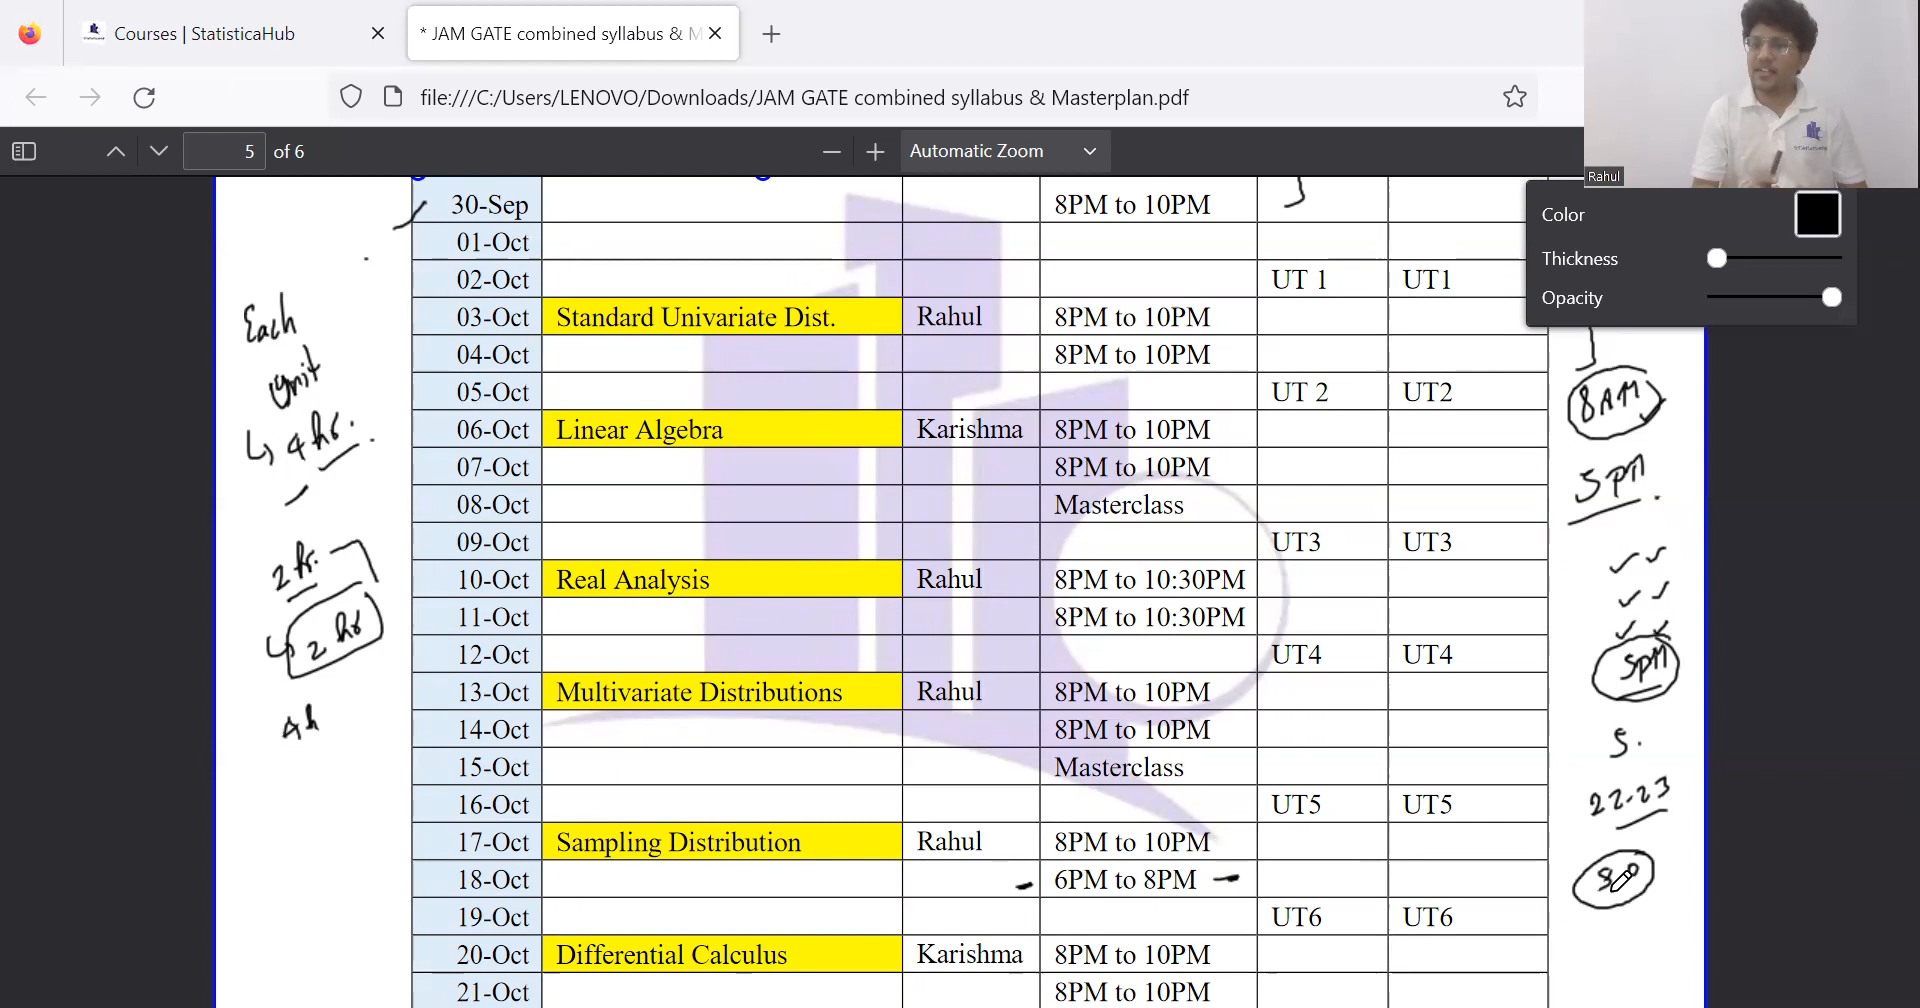 Courses | StatisticaHub
* JAM GATE combined syllabus & M
file:///C:/Users/LENOVO/Downloads/JAM GATE combined syllabus & Masterplan.pdf
5 of 6
Automatic Zoom
Rahul
Color
Thickness
Opacity
30-Sep 8PM to 10PM
01-Oct
02-Oct UT 1 UT1
03-Oct Standard Univariate Dist. Rahul 8PM to 10PM
04-Oct 8PM to 10PM
05-Oct UT 2 UT2
06-Oct Linear Algebra Karishma 8PM to 10PM
07-Oct 8PM to 10PM
08-Oct Masterclass
09-Oct UT3 UT3
10-Oct Real Analysis Rahul 8PM to 10:30PM
11-Oct 8PM to 10:30PM
12-Oct UT4 UT4
13-Oct Multivariate Distributions Rahul 8PM to 10PM
14-Oct 8PM to 10PM
15-Oct Masterclass
16-Oct UT5 UT5
17-Oct Sampling Distribution Rahul 8PM to 10PM
18-Oct 6PM to 8PM
19-Oct UT6 UT6
20-Oct Differential Calculus Karishma 8PM to 10PM
21-Oct 8PM to 10PM
Each
Unit
4 hr.
2 hr.
2 hr
4 h
8AM
5PM.
5PM
5.
22-23